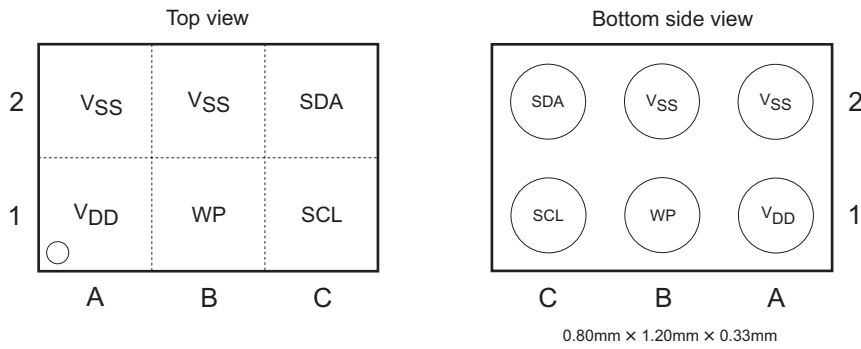 Top view
Bottom side view
2 VSS VSS SDA
SDA VSS VSS 2
1 VDD WP SCL
SCL WP VDD 1
A B C
C B A
0.80mm × 1.20mm × 0.33mm